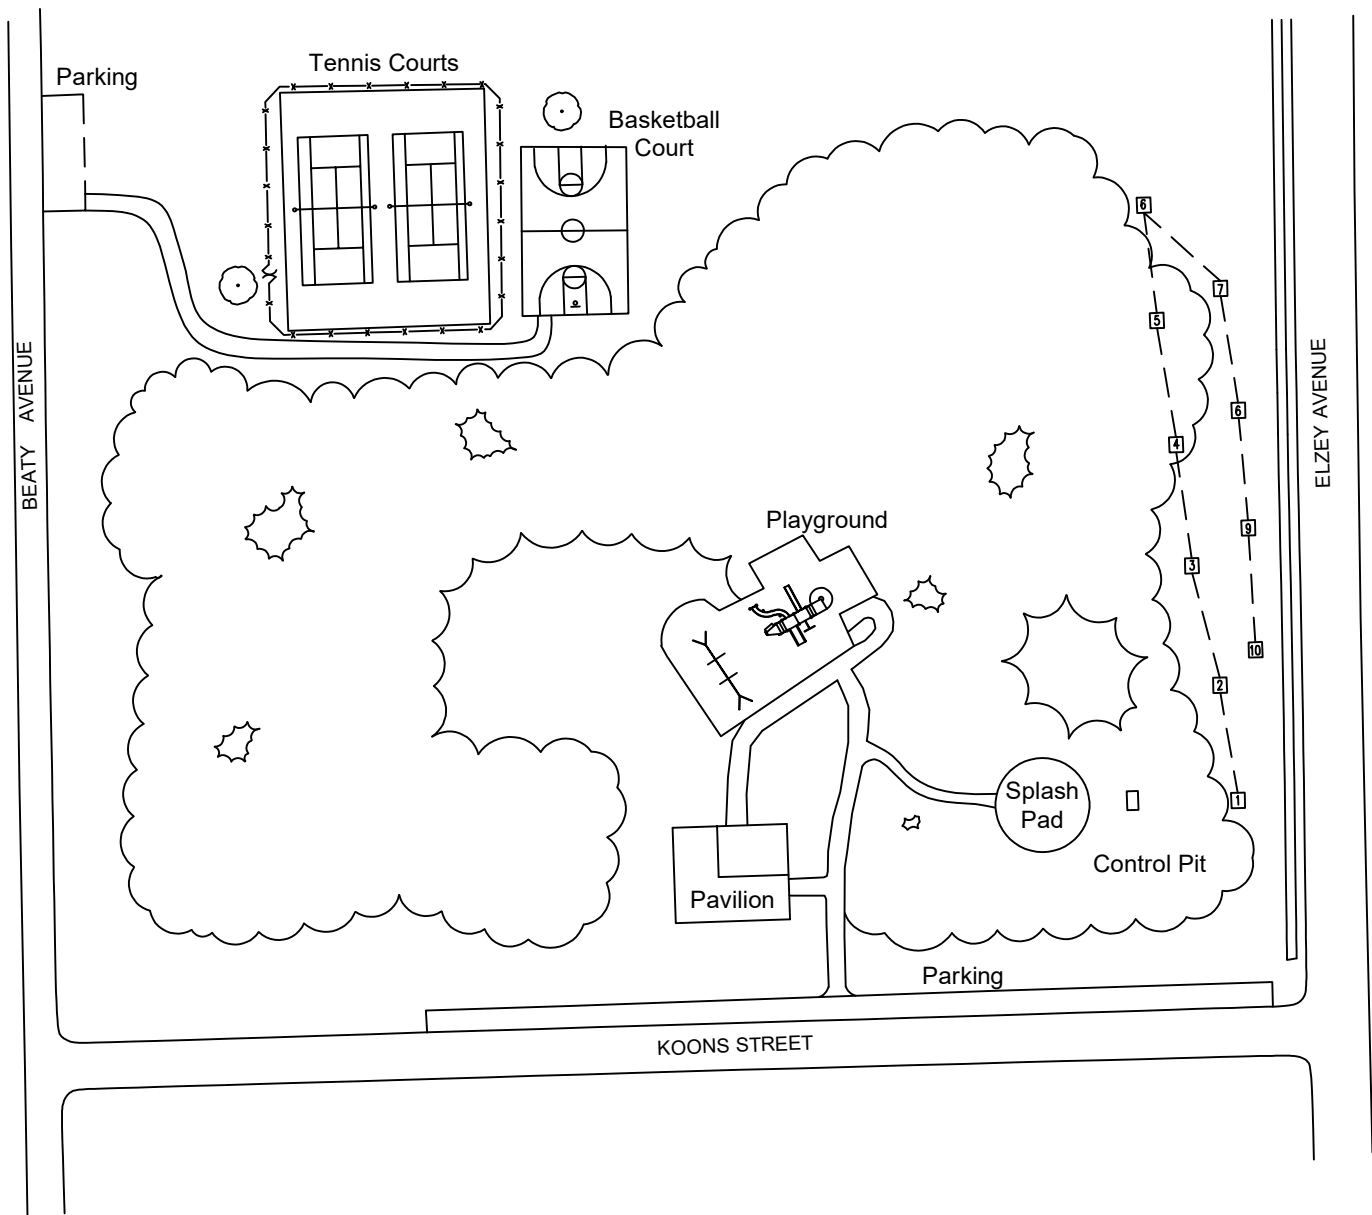 Tennis Courts
Parking
Basketball
Court
6
7
5
BEATY AVENUE
ELZEY AVENUE
6
4
Playground
9
3
10
2
Splash
Pad
1
Control Pit
Pavilion
Parking
KOONS STREET